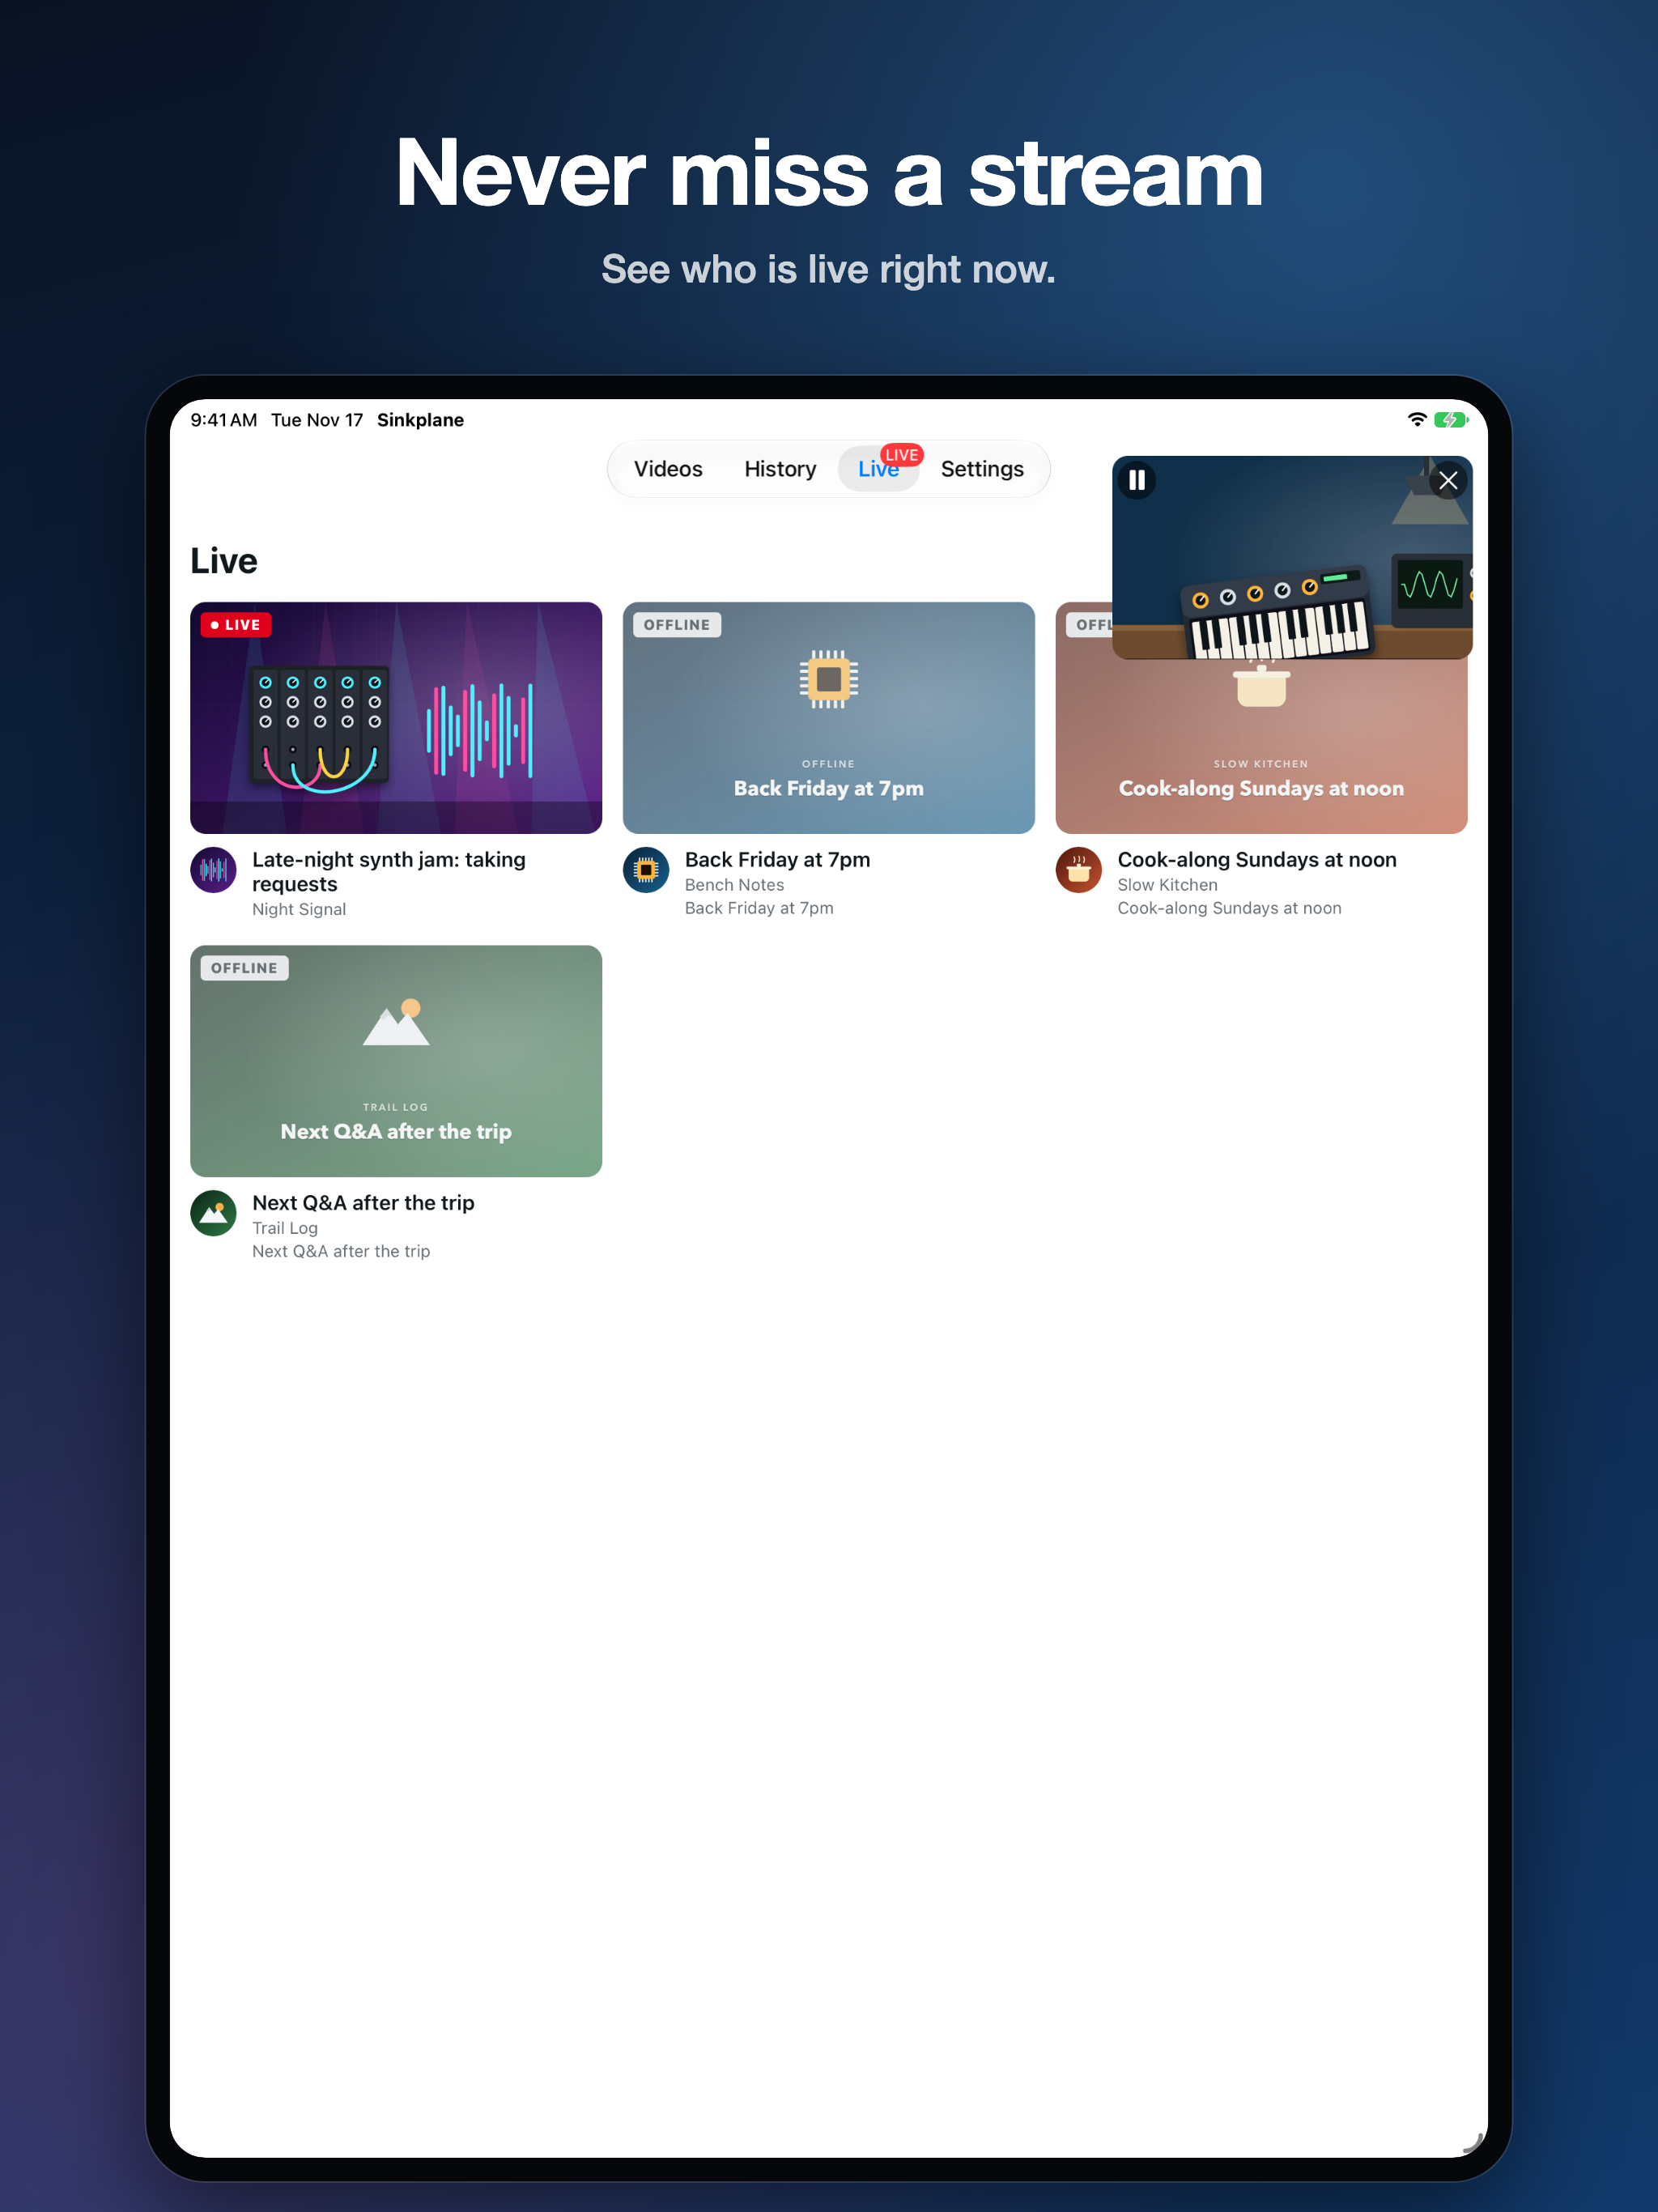 Never miss a stream
See who is live right now.
9:41 AM Tue Nov 17 Sinkplane
Videos History Live LIVE Settings
Live
LIVE
OFFLINE
OFFLINE
Back Friday at 7pm
OFFL
SLOW KITCHEN
Cook-along Sundays at noon
Late-night synth jam: taking
requests
Night Signal
Back Friday at 7pm
Bench Notes
Back Friday at 7pm
Cook-along Sundays at noon
Slow Kitchen
Cook-along Sundays at noon
OFFLINE
TRAIL LOG
Next Q&A after the trip
Next Q&A after the trip
Trail Log
Next Q&A after the trip